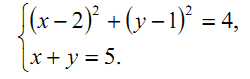 (x – 2)² + (y – 1)² = 4,
x + y = 5.